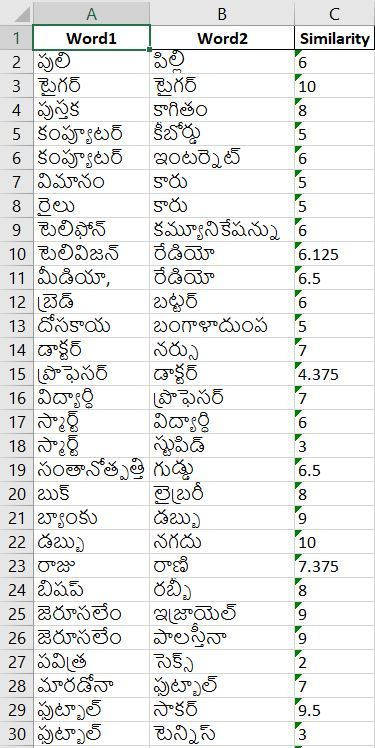 A B C
1 Word1 Word2 Similarity
2 పులి పిల్లి 6
3 టైగర్ టైగర్ 10
4 పుస్తక కాగితం 8
5 కంప్యూటర్ కీబోర్డు 5
6 కంప్యూటర్ ఇంటర్నెట్ 6
7 విమానం కారు 5
8 రైలు కారు 5
9 టెలిఫోన్ కమ్యూనికేషన్ను 6
10 టెలివిజన్ రేడియో 6.125
11 మీడియా, రేడియో 6.5
12 బ్రెడ్ బట్టర్ 6
13 దోసకాయ బంగాళాదుంప 5
14 డాక్టర్ నర్సు 7
15 ప్రొఫెసర్ డాక్టర్ 4.375
16 విద్యార్థి ప్రొఫెసర్ 7
17 స్మార్ట్ విద్యార్థి 6
18 స్మార్ట్ స్టుపిడ్ 3
19 సంతానోత్పత్తి గుడ్డు 6.5
20 బుక్ లైబ్రరీ 8
21 బ్యాంకు డబ్బు 9
22 డబ్బు నగదు 10
23 రాజు రాణి 7.375
24 బిషప్ రబ్బీ 8
25 జెరూసలేం ఇజ్రాయెల్ 9
26 జెరూసలేం పాలస్తీనా 9
27 పవిత్ర సెక్స్ 2
28 మారడోనా ఫుట్బాల్ 7
29 ఫుట్బాల్ సాకర్ 9.5
30 ఫుట్బాల్ టెన్నిస్ 3